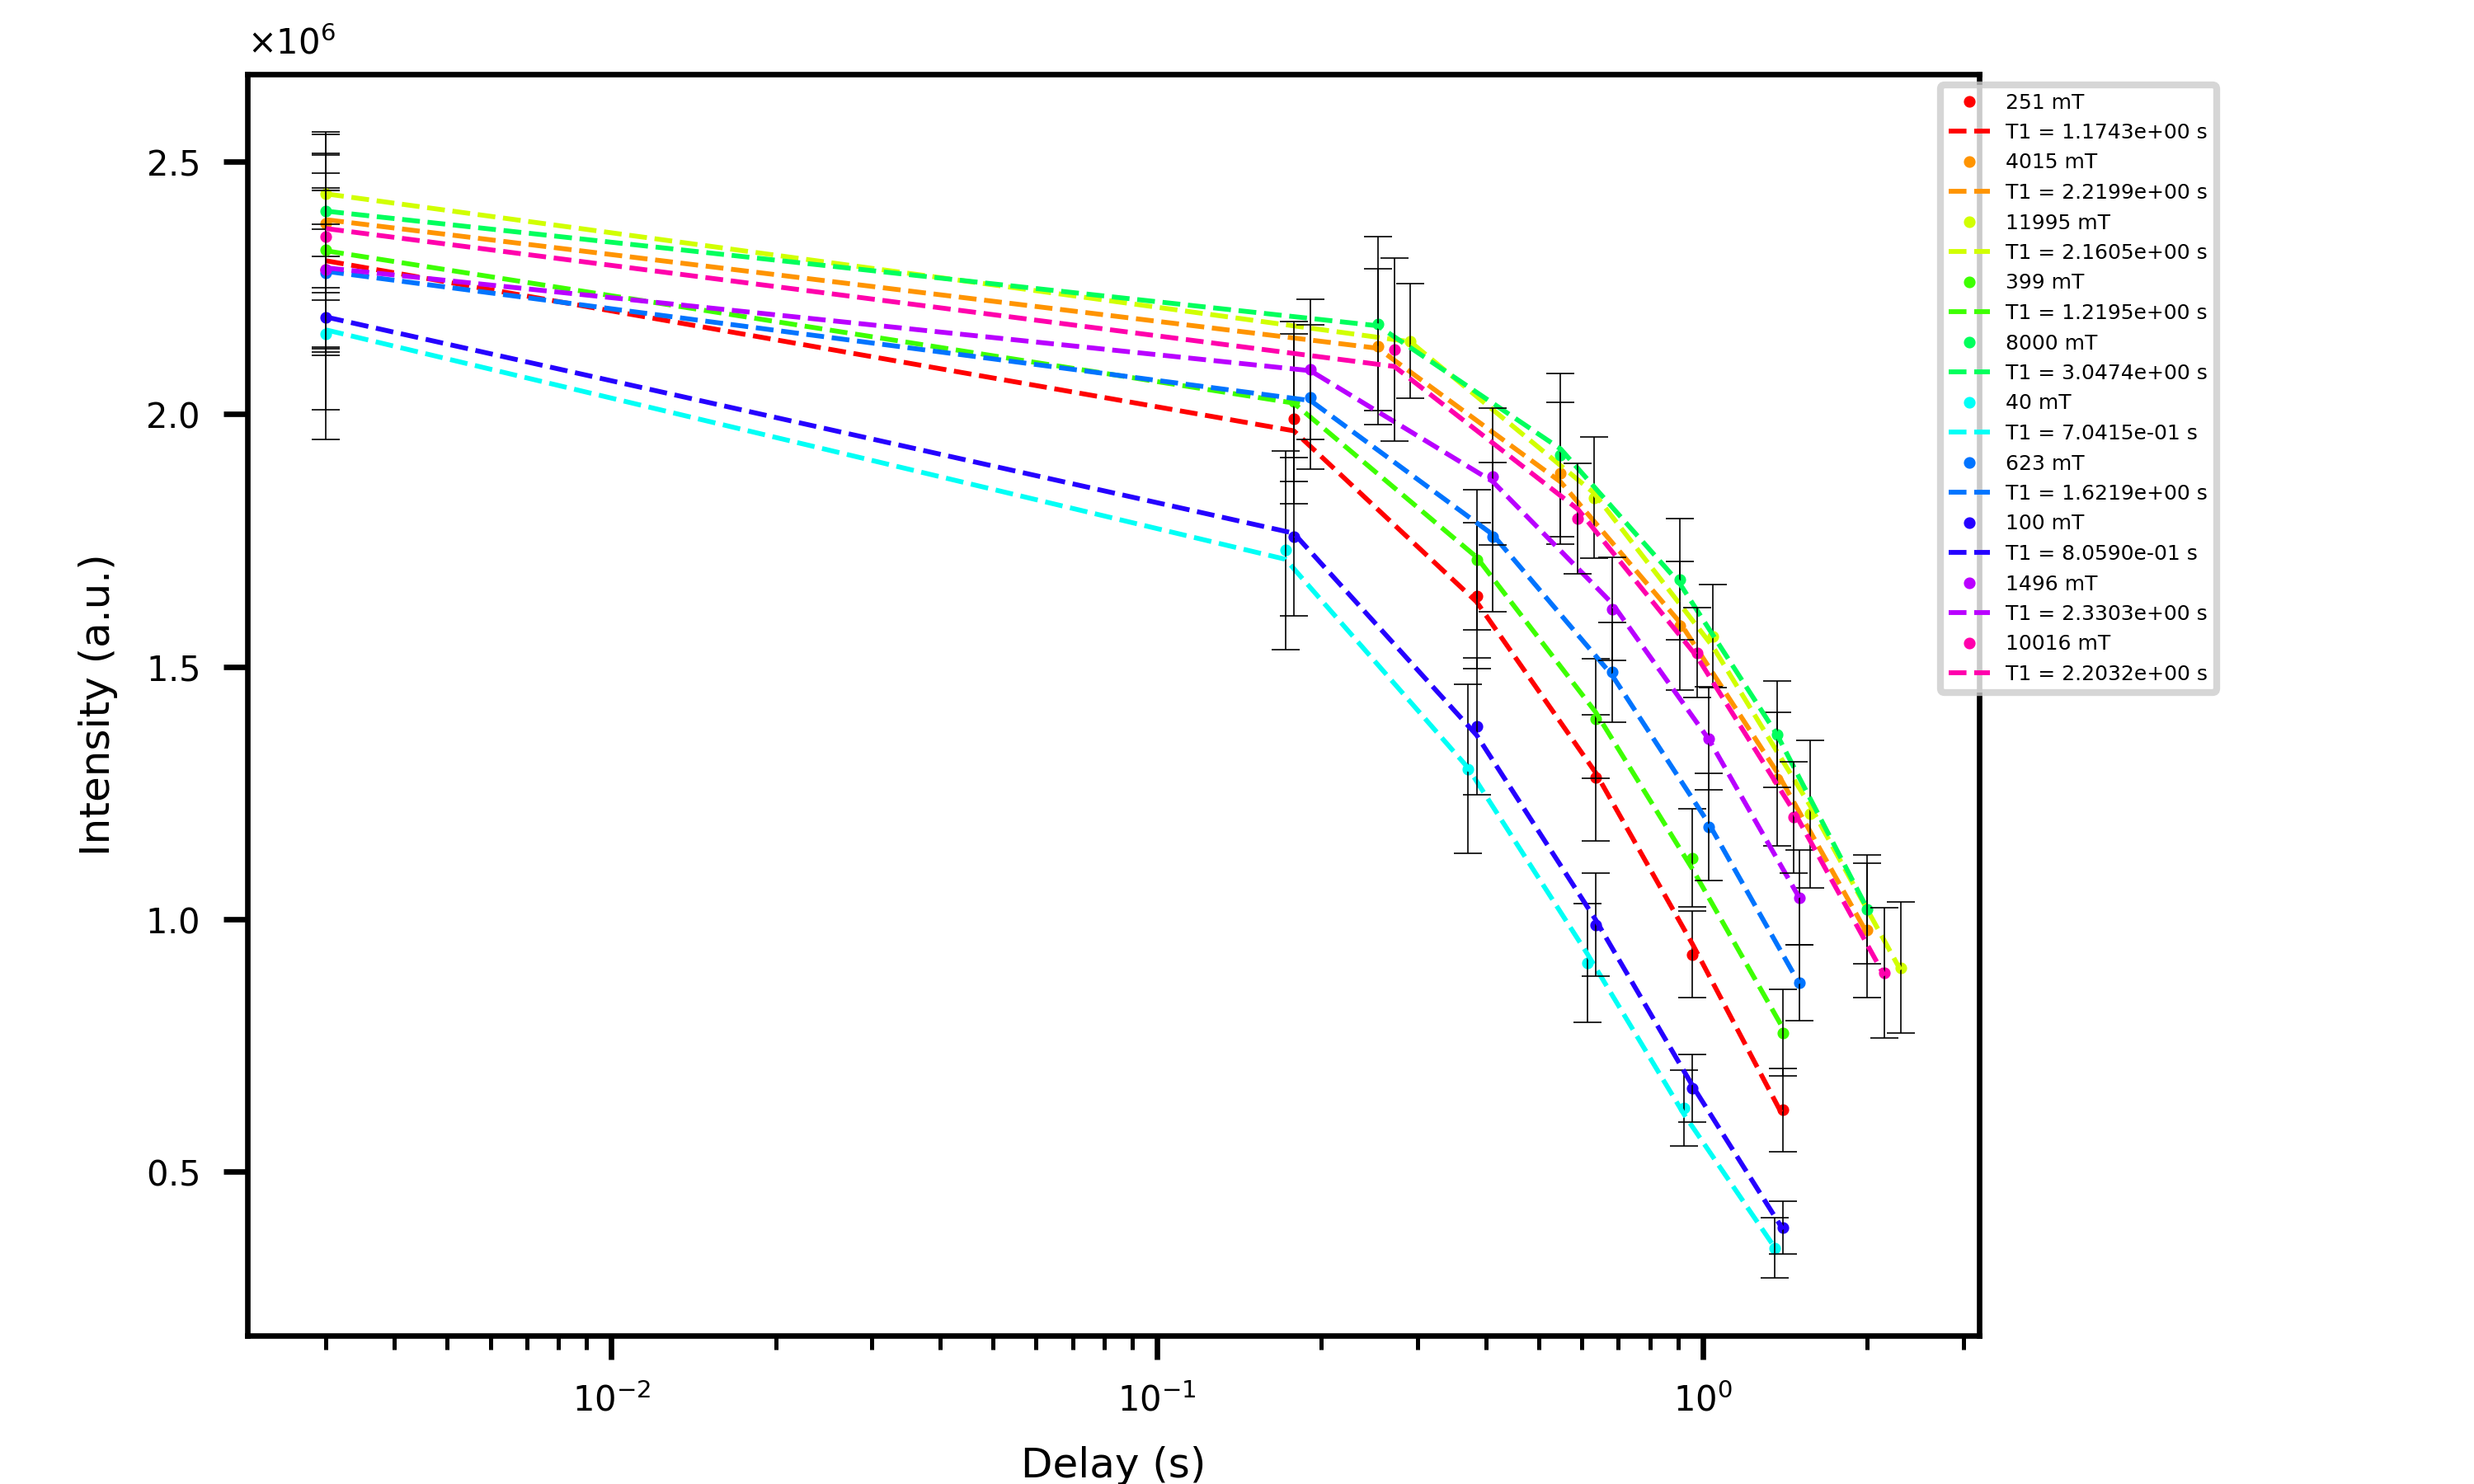 ×10⁶
2.5
2.0
1.5
1.0
0.5
Intensity (a.u.)
10⁻²
10⁻¹
10⁰
Delay (s)
251 mT
T1 = 1.1743e+00 s
4015 mT
T1 = 2.2199e+00 s
11995 mT
T1 = 2.1605e+00 s
399 mT
T1 = 1.2195e+00 s
8000 mT
T1 = 3.0474e+00 s
40 mT
T1 = 7.0415e-01 s
623 mT
T1 = 1.6219e+00 s
100 mT
T1 = 8.0590e-01 s
1496 mT
T1 = 2.3303e+00 s
10016 mT
T1 = 2.2032e+00 s